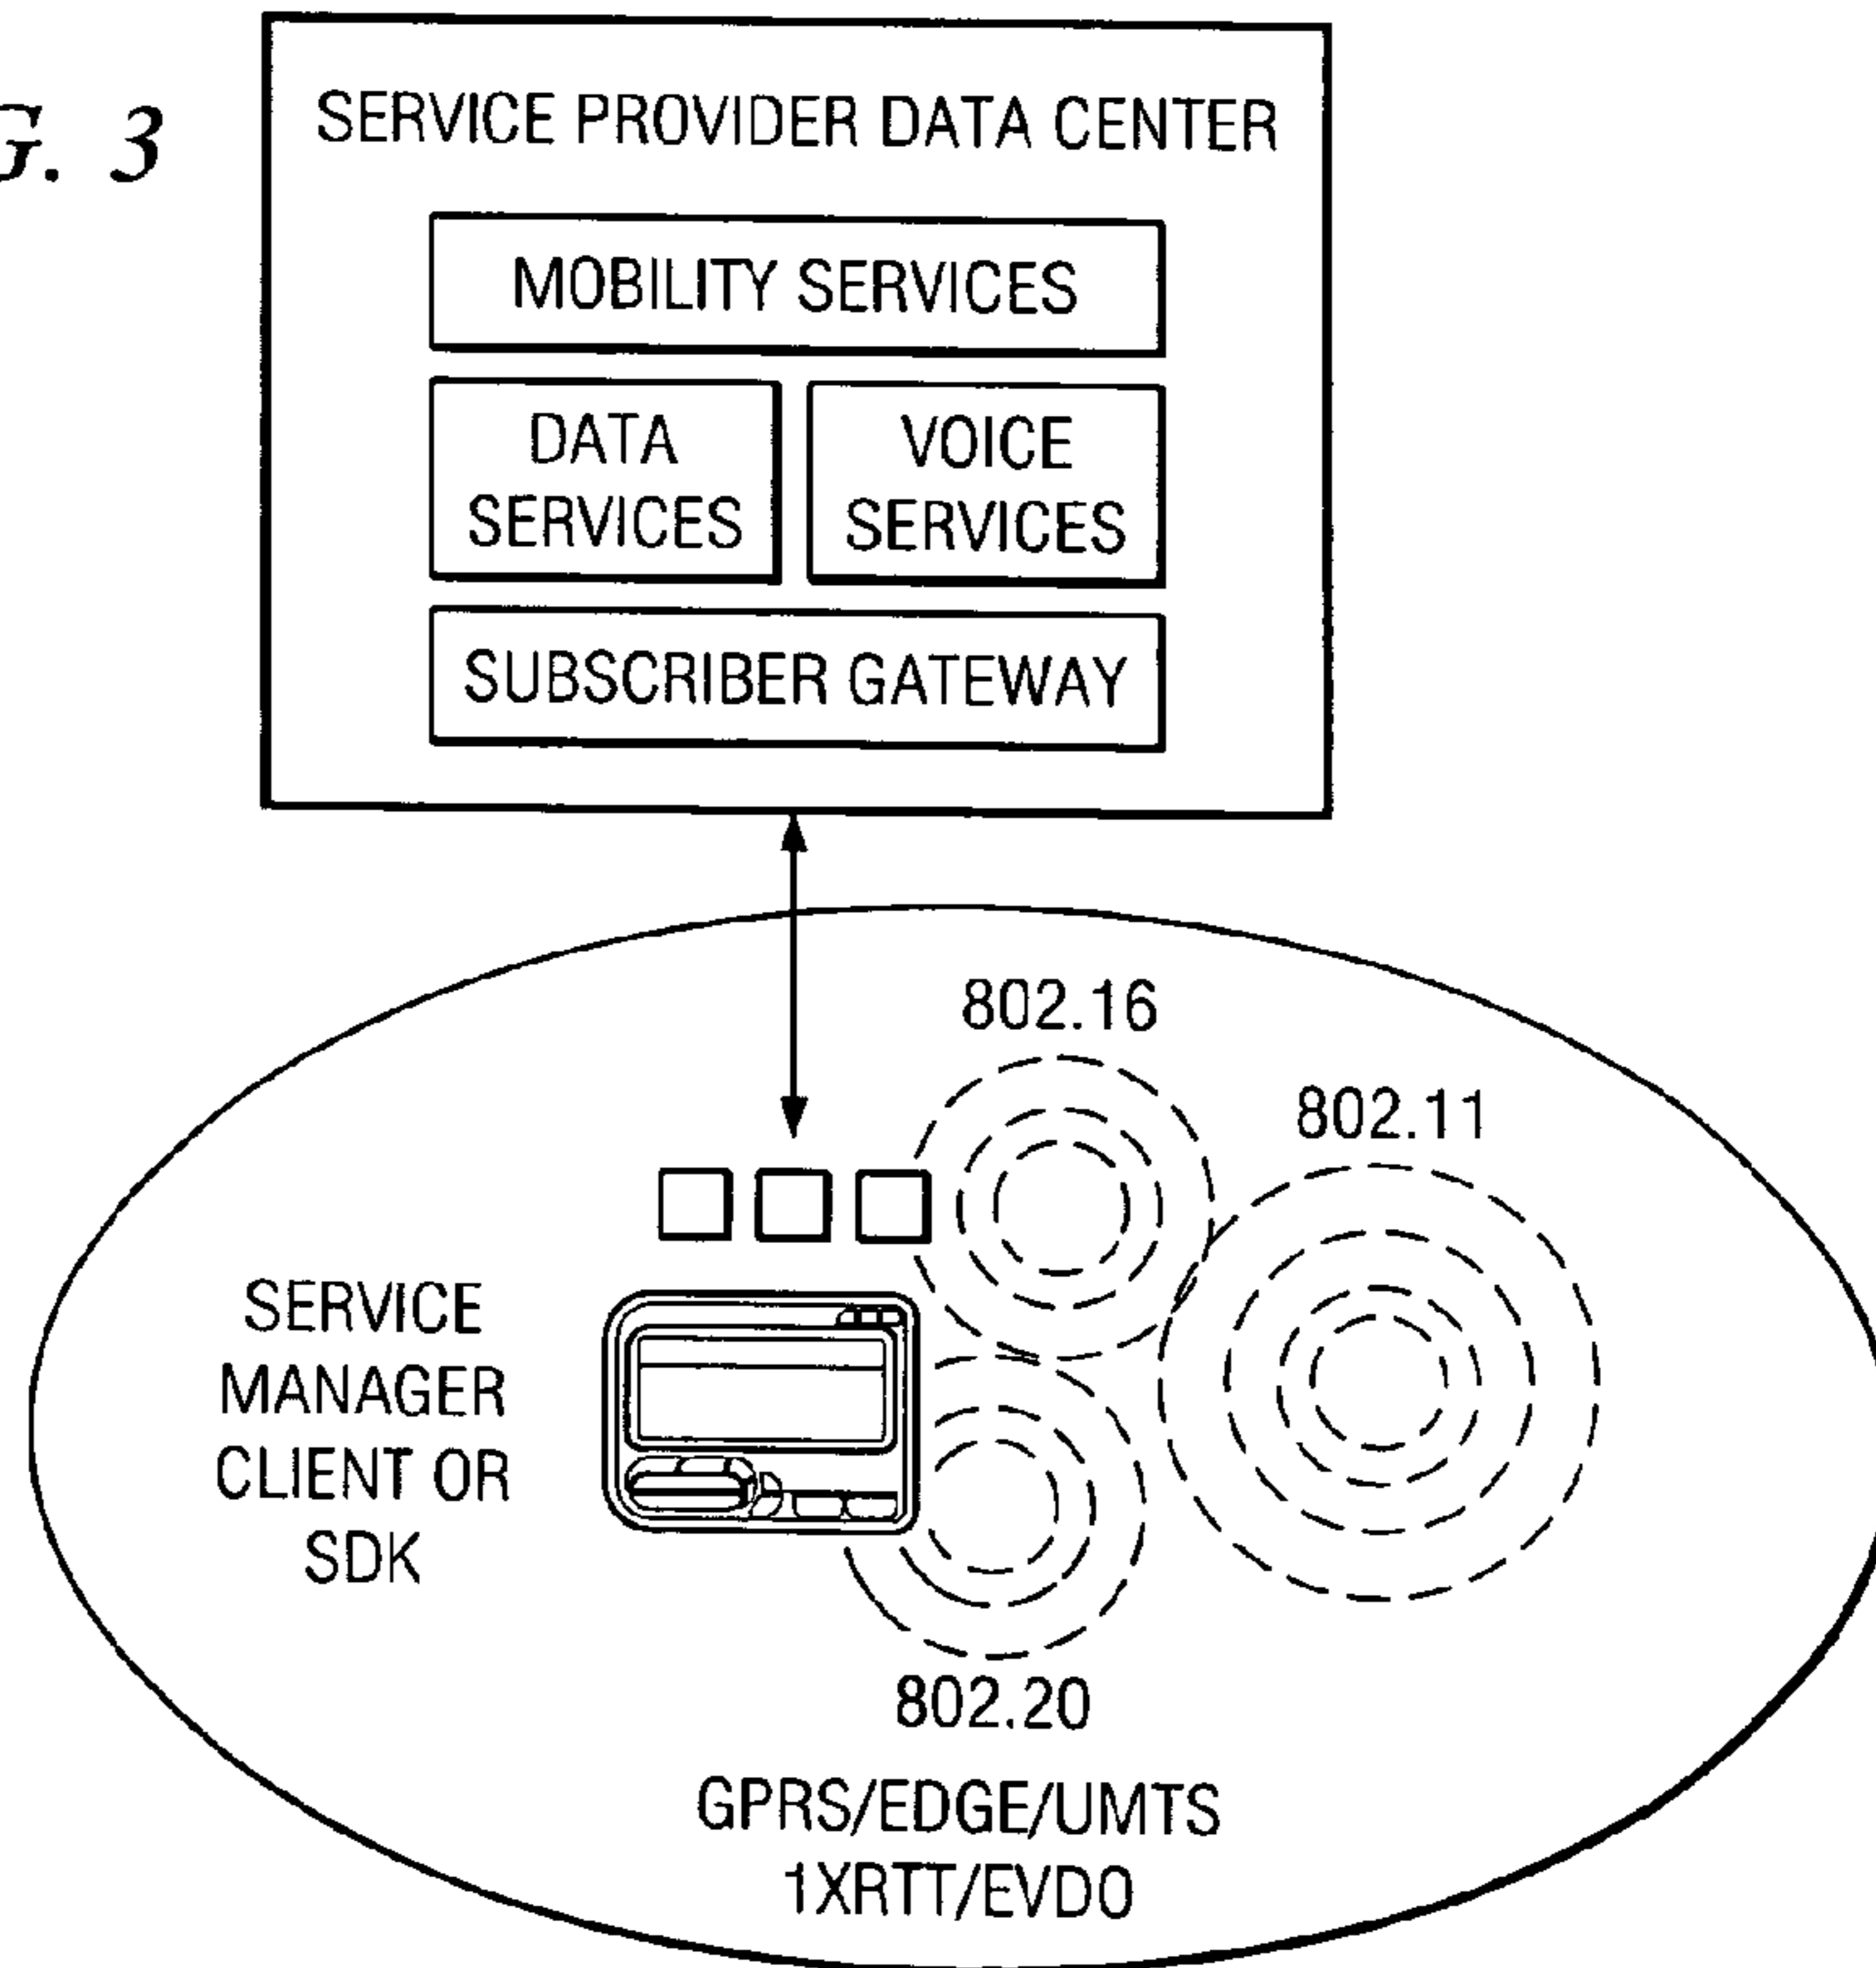 G. 3
SERVICE PROVIDER DATA CENTER
MOBILITY SERVICES
DATA
SERVICES
VOICE
SERVICES
SUBSCRIBER GATEWAY
802.16
802.11
SERVICE
MANAGER
CLIENT OR
SDK
802.20
GPRS/EDGE/UMTS
1XRTT/EVDO